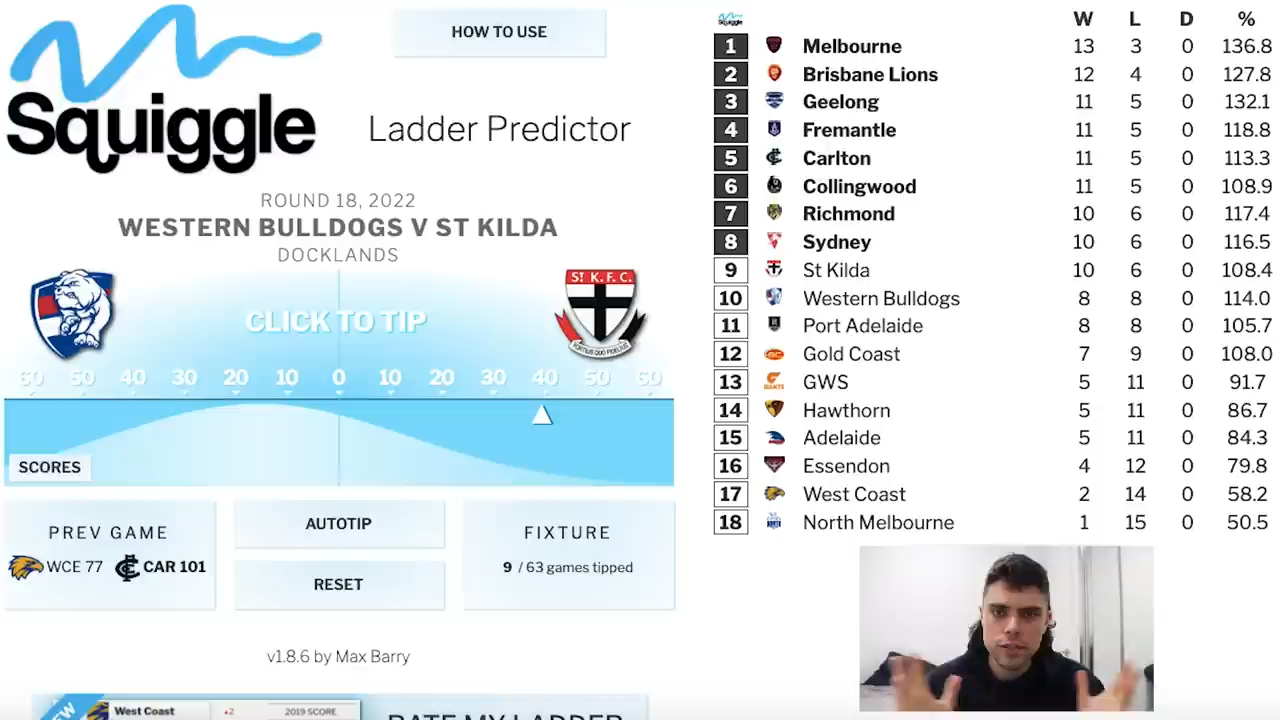 Squiggle
HOW TO USE
Ladder Predictor
ROUND 18, 2022
WESTERN BULLDOGS V ST KILDA
DOCKLANDS
ST K.F.C.
FORTIUS QUO FIDELIUS
CLICK TO TIP
60 50 40 30 20 10 0 10 20 30 40 50 60
SCORES
PREV GAME
WCE 77 CAR 101
AUTOTIP
RESET
FIXTURE
9 / 63 games tipped
v1.8.6 by Max Barry
NEW
West Coast ▲2 2019 SCORE
RATE MY LADDER
Squiggle W L D %
1 Melbourne 13 3 0 136.8
2 Brisbane Lions 12 4 0 127.8
3 Geelong 11 5 0 132.1
4 Fremantle 11 5 0 118.8
5 Carlton 11 5 0 113.3
6 Collingwood 11 5 0 108.9
7 Richmond 10 6 0 117.4
8 Sydney 10 6 0 116.5
9 St Kilda 10 6 0 108.4
10 Western Bulldogs 8 8 0 114.0
11 Port Adelaide 8 8 0 105.7
12 Gold Coast 7 9 0 108.0
13 GWS 5 11 0 91.7
14 Hawthorn 5 11 0 86.7
15 Adelaide 5 11 0 84.3
16 Essendon 4 12 0 79.8
17 West Coast 2 14 0 58.2
18 North Melbourne 1 15 0 50.5